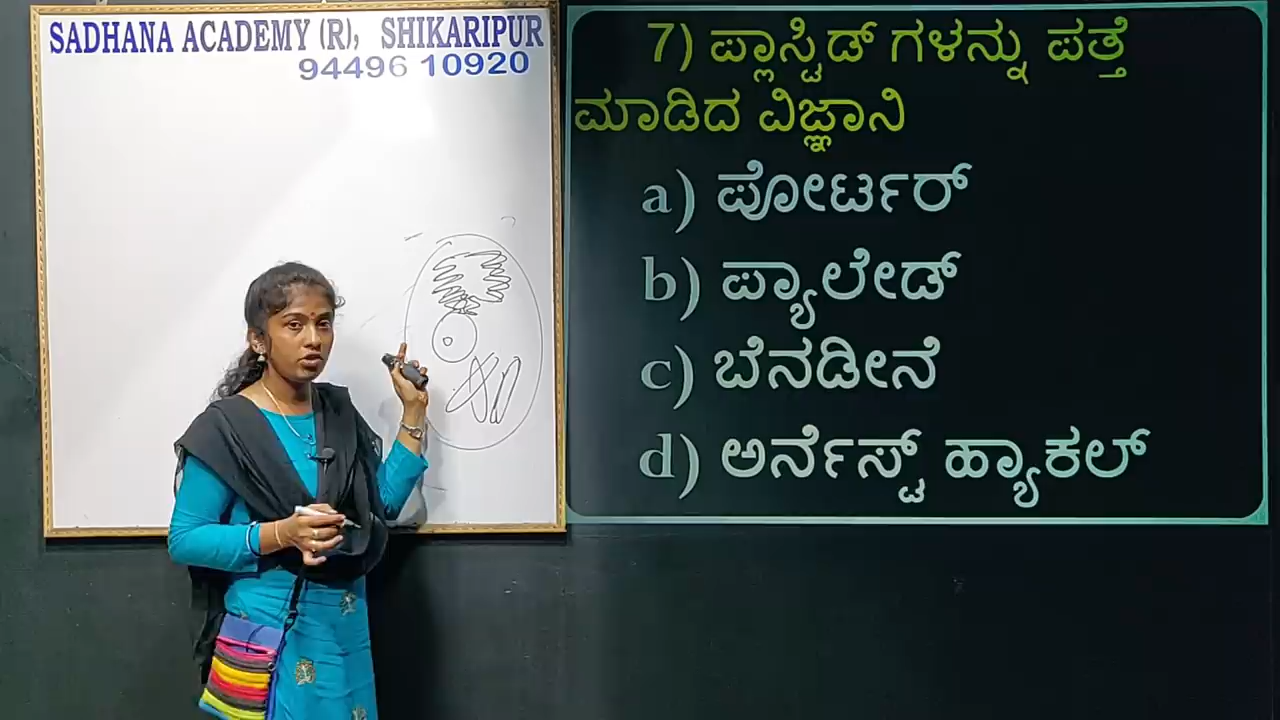 SADHANA ACADEMY (R), SHIKARIPUR
94496 10920
7) ಪ್ಲಾಸ್ಟಿಡ್ ಗಳನ್ನು ಪತ್ತೆ
ಮಾಡಿದ ವಿಜ್ಞಾನಿ
a) ಪೋರ್ಟರ್
b) ಪ್ಯಾಲೇಡ್
c) ಬೆನಡೀನೆ
d) ಅರ್ನೆಸ್ಟ್ ಹ್ಯಾಕಲ್